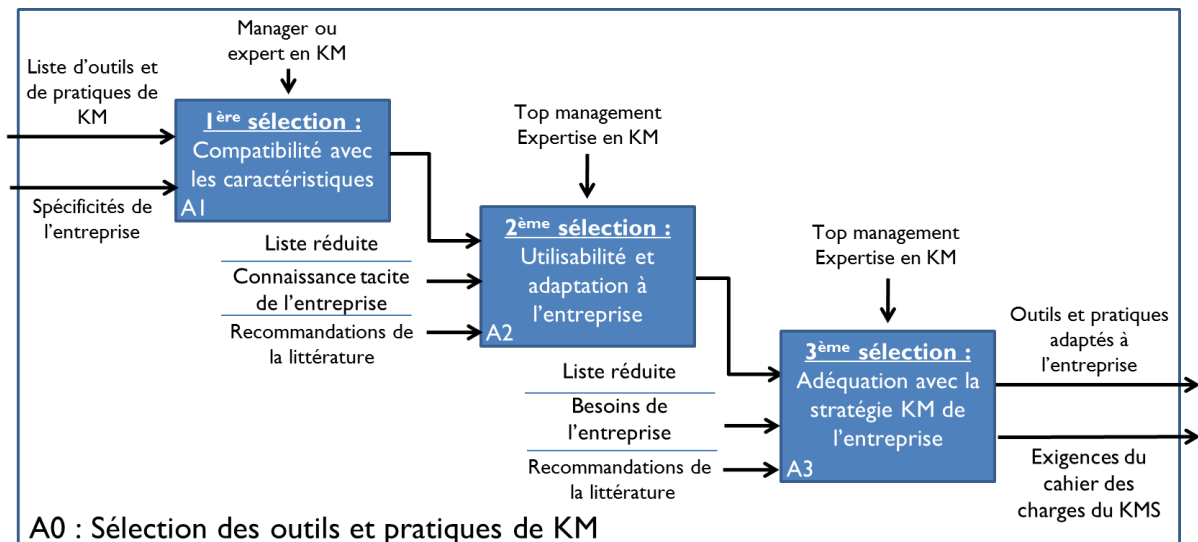 Manager ou
expert en KM
Liste d'outils et
de pratiques de
KM
1ère sélection :
Compatibilité avec
les caractéristiques
A1
Spécificités de
l'entreprise
Top management
Expertise en KM
Liste réduite
Connaissance tacite
de l'entreprise
Recommandations de
la littérature
2ème sélection :
Utilisabilité et
adaptation à
l'entreprise
A2
Top management
Expertise en KM
Liste réduite
Besoins de
l'entreprise
Recommandations de
la littérature
3ème sélection :
Adéquation avec la
stratégie KM de
l'entreprise
A3
Outils et pratiques
adaptés à
l'entreprise
Exigences du
cahier des
charges du KMS
A0 : Sélection des outils et pratiques de KM